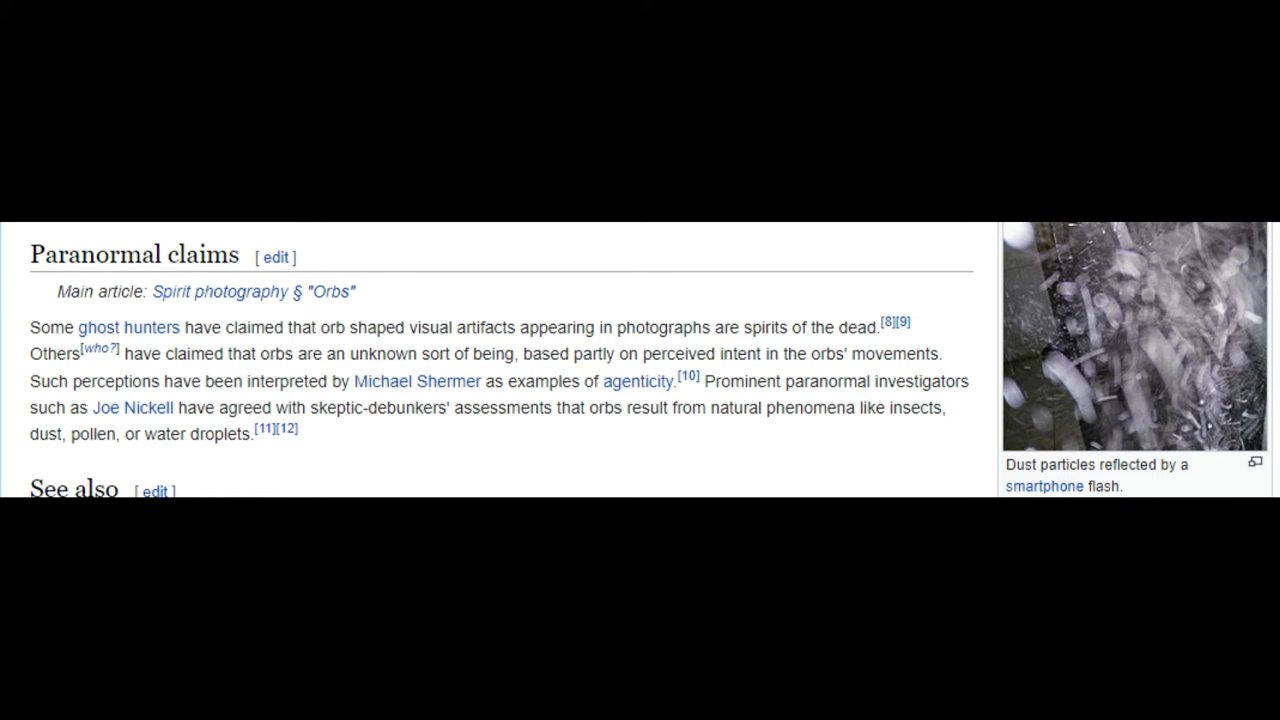 Paranormal claims [ edit ]
Main article: Spirit photography § "Orbs"
Some ghost hunters have claimed that orb shaped visual artifacts appearing in photographs are spirits of the dead.[8][9]
Others[who?] have claimed that orbs are an unknown sort of being, based partly on perceived intent in the orbs' movements.
Such perceptions have been interpreted by Michael Shermer as examples of agenticity.[10] Prominent paranormal investigators
such as Joe Nickell have agreed with skeptic-debunkers' assessments that orbs result from natural phenomena like insects,
dust, pollen, or water droplets.[11][12]
See also [ edit ]
Dust particles reflected by a
smartphone flash.